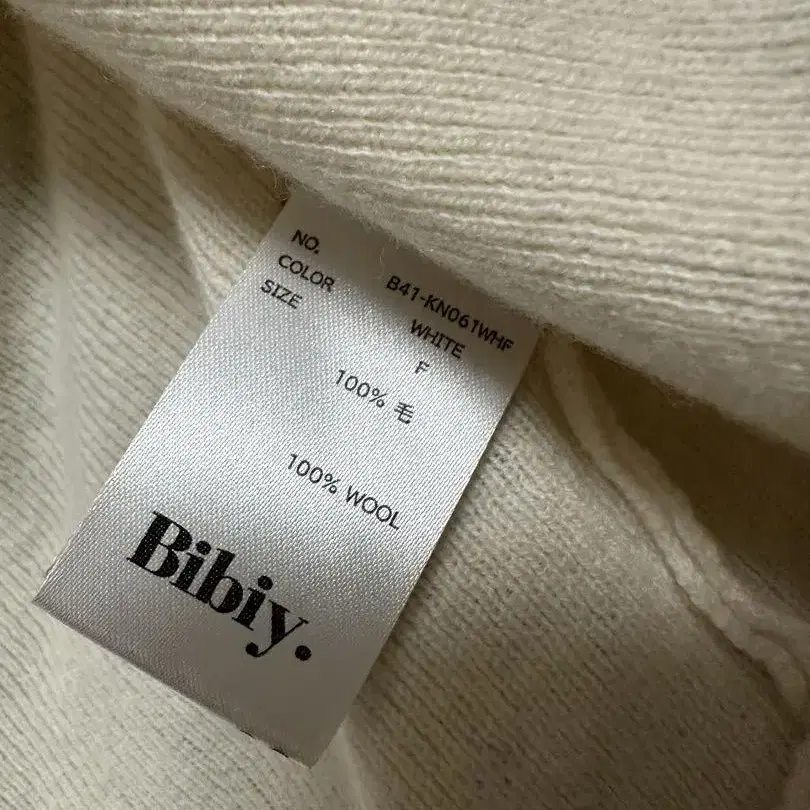 NO. B41-KN061WHF
COLOR WHITE
SIZE F
100% 毛
100% WOOL
Bibiy.